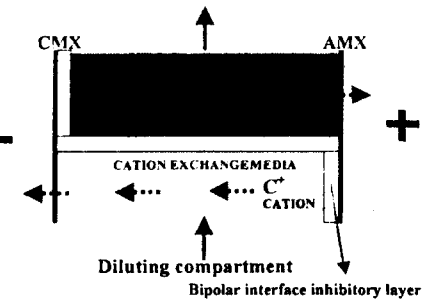 CMX AMX
- +
CATION EXCHANGEMEDIA
C+
CATION
Diluting compartment
Bipolar interface inhibitory layer